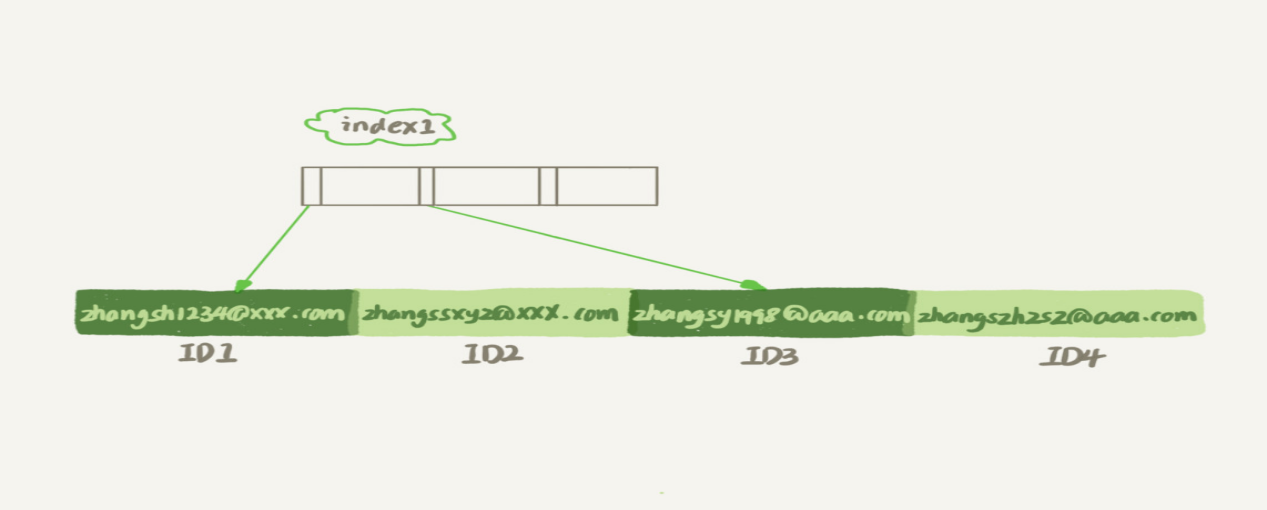 index1
zhangsh1234@xxx.com zhangssxyz@xxx.com zhangsy1998@aaa.com zhangszhzsz@aaa.com
ID1 ID2 ID3 ID4